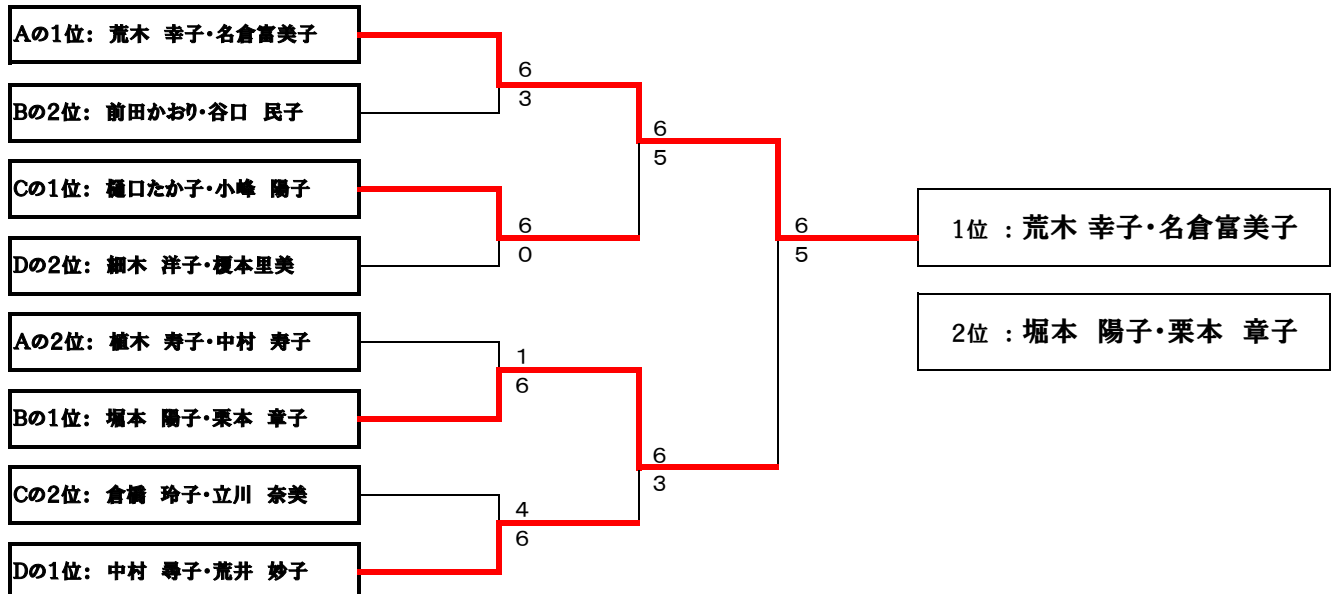 Aの1位： 荒木　幸子・名倉富美子
Bの2位： 前田かおり・谷口　民子
Cの1位： 樋口たか子・小峰　陽子
Dの2位： 細木　洋子・榎本里美
Aの2位： 植木　寿子・中村　寿子
Bの1位： 堀本　陽子・栗本　章子
Cの2位： 倉橋　玲子・立川　奈美
Dの1位： 中村　尋子・荒井　妙子
6
3
6
0
1
6
4
6
6
5
6
3
6
5
1位 ：荒木 幸子・名倉富美子
2位 ：堀本　陽子・栗本　章子